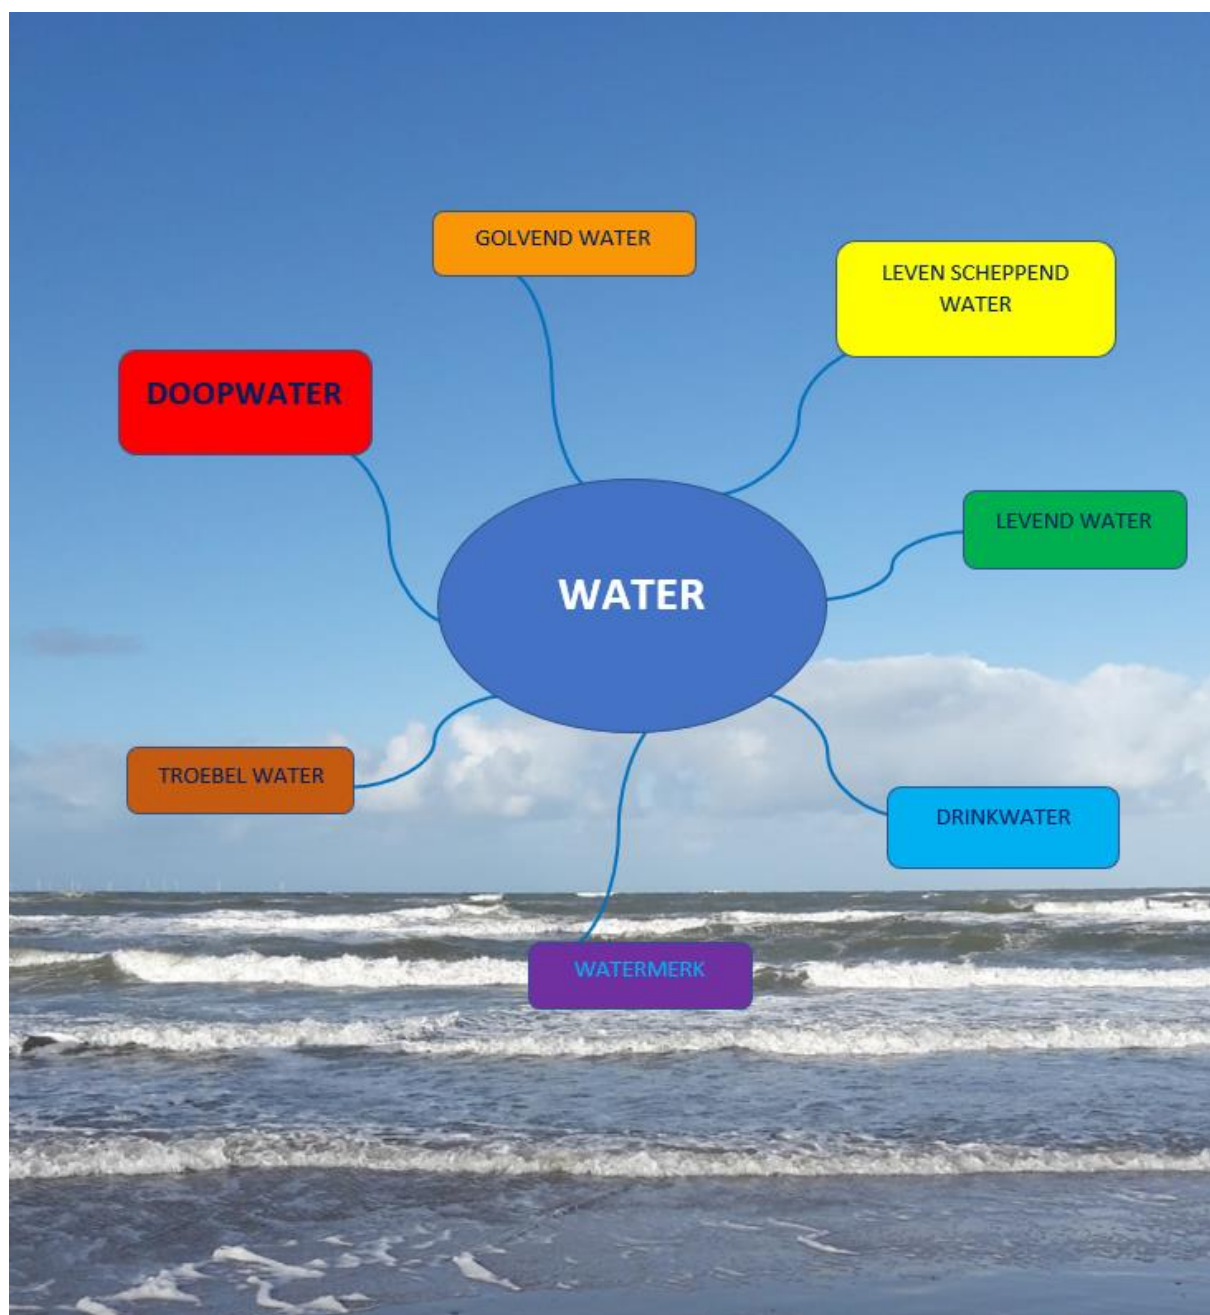 GOLVEND WATER
LEVEN SCHEPPEND
WATER
DOOPWATER
LEVEND WATER
WATER
TROEBEL WATER
DRINKWATER
WATERMERK